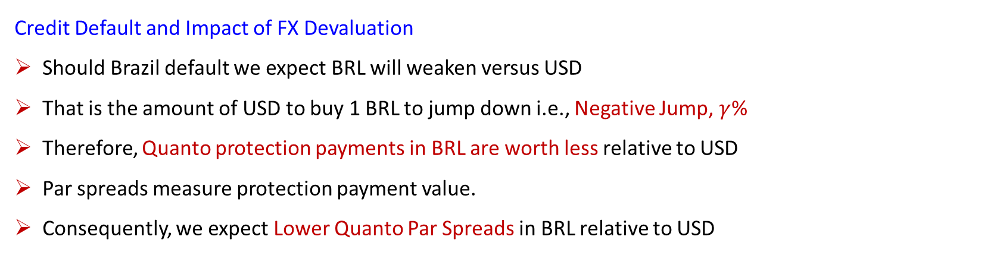 Credit Default and Impact of FX Devaluation
➢ Should Brazil default we expect BRL will weaken versus USD
➢ That is the amount of USD to buy 1 BRL to jump down i.e., Negative Jump, γ%
➢ Therefore, Quanto protection payments in BRL are worth less relative to USD
➢ Par spreads measure protection payment value.
➢ Consequently, we expect Lower Quanto Par Spreads in BRL relative to USD